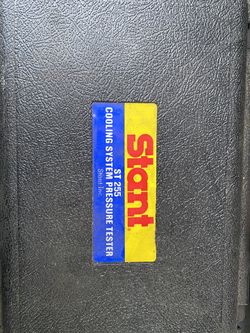 Stant®
ST 255
COOLING SYSTEM PRESSURE TESTER